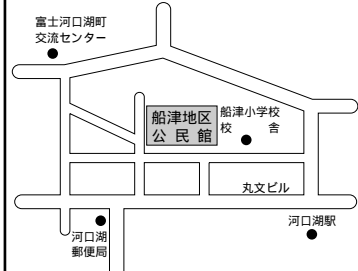 富士河口湖町
交流センター
船津地区
公民館
船津小学校
校舎
丸文ビル
河口湖
郵便局
河口湖駅